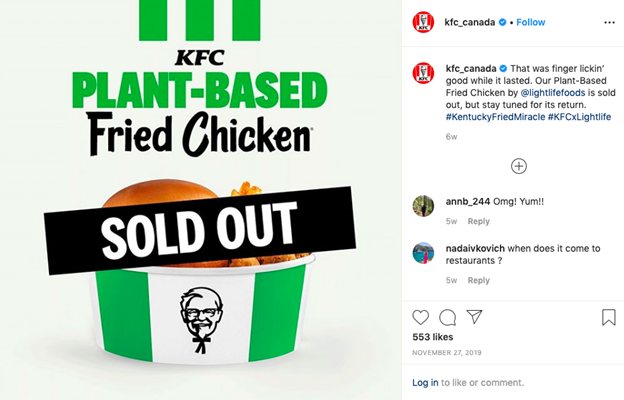 KFC
PLANT-BASED
Fried Chicken
SOLD OUT
KFC
kfc_canada • Follow
KFC
kfc_canada That was finger lickin'
good while it lasted. Our Plant-Based
Fried Chicken by @lightlifefoods is sold
out, but stay tuned for its return.
#KentuckyFriedMiracle #KFCxLightlife
6w
annb_244 Omg! Yum!!
5w Reply
nadaivkovich when does it come to
restaurants ?
5w Reply
553 likes
NOVEMBER 27, 2019
Log in to like or comment.